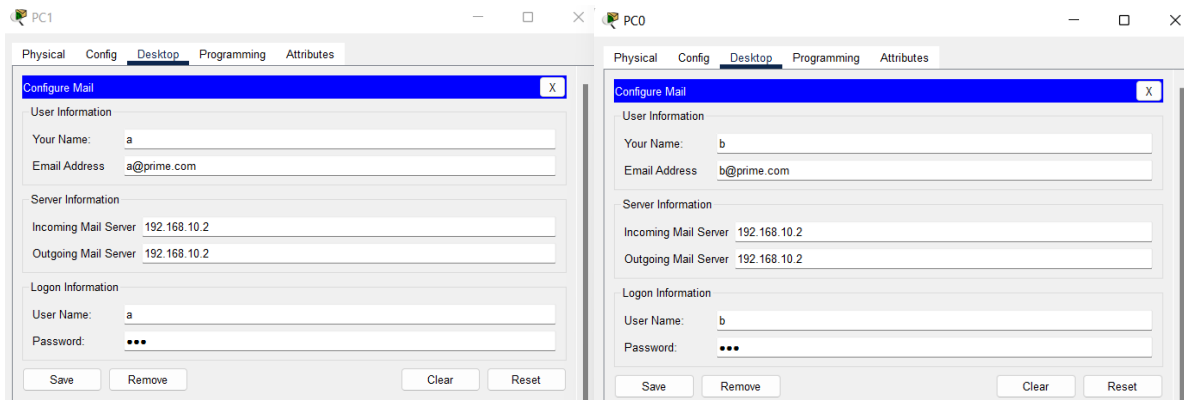 PC1
Physical Config Desktop Programming Attributes
Configure Mail X
User Information
Your Name: a
Email Address a@prime.com
Server Information
Incoming Mail Server 192.168.10.2
Outgoing Mail Server 192.168.10.2
Logon Information
User Name: a
Password: •••
Save Remove Clear Reset
PC0
Physical Config Desktop Programming Attributes
Configure Mail X
User Information
Your Name: b
Email Address b@prime.com
Server Information
Incoming Mail Server 192.168.10.2
Outgoing Mail Server 192.168.10.2
Logon Information
User Name: b
Password: •••
Save Remove Clear Reset